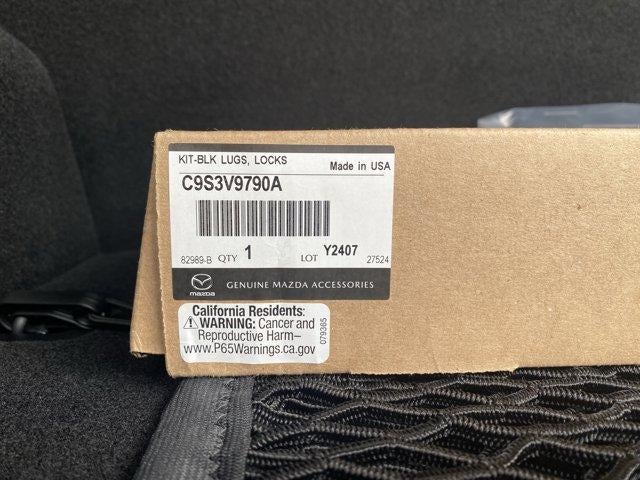 KIT-BLK LUGS, LOCKS
Made in USA
C9S3V9790A
82989-B QTY 1 LOT Y2407 27524
mazda GENUINE MAZDA ACCESSORIES
California Residents:
WARNING: Cancer and
Reproductive Harm–
www.P65Warnings.ca.gov
079365